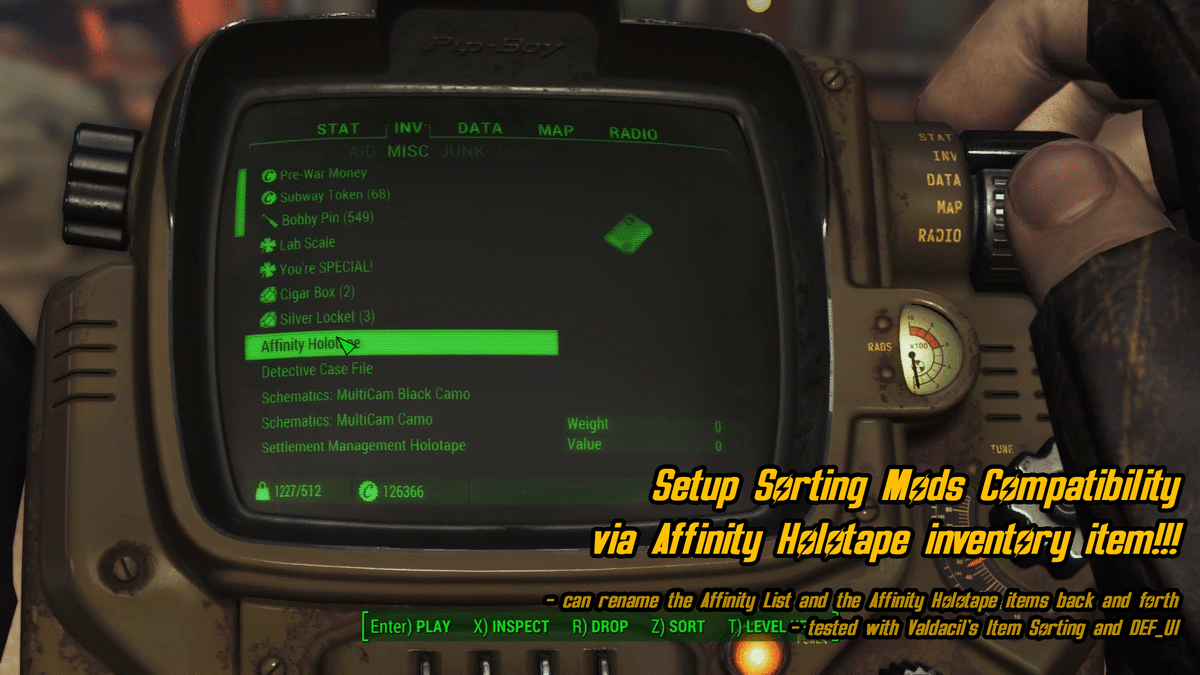 Pip-Boy
STAT INV DATA MAP RADIO
AID MISC JUNK
Pre-War Money
Subway Token (68)
Bobby Pin (549)
Lab Scale
You're SPECIAL!
Cigar Box (2)
Silver Locket (3)
Affinity Holotape
Detective Case File
Schematics: MultiCam Black Camo
Schematics: MultiCam Camo
Settlement Management Holotape
Weight 0
Value 0
1227/512 126366
STAT
INV
DATA
MAP
RADIO
RADS
x100
TUNE
Setup Sorting Mods Compatibility
via Affinity Holotape inventory item!!!
- can rename the Affinity List and the Affinity Holotape items back and forth
- tested with Valdacil's Item Sorting and DEF_UI
Enter) PLAY X) INSPECT R) DROP Z) SORT T) LEVEL